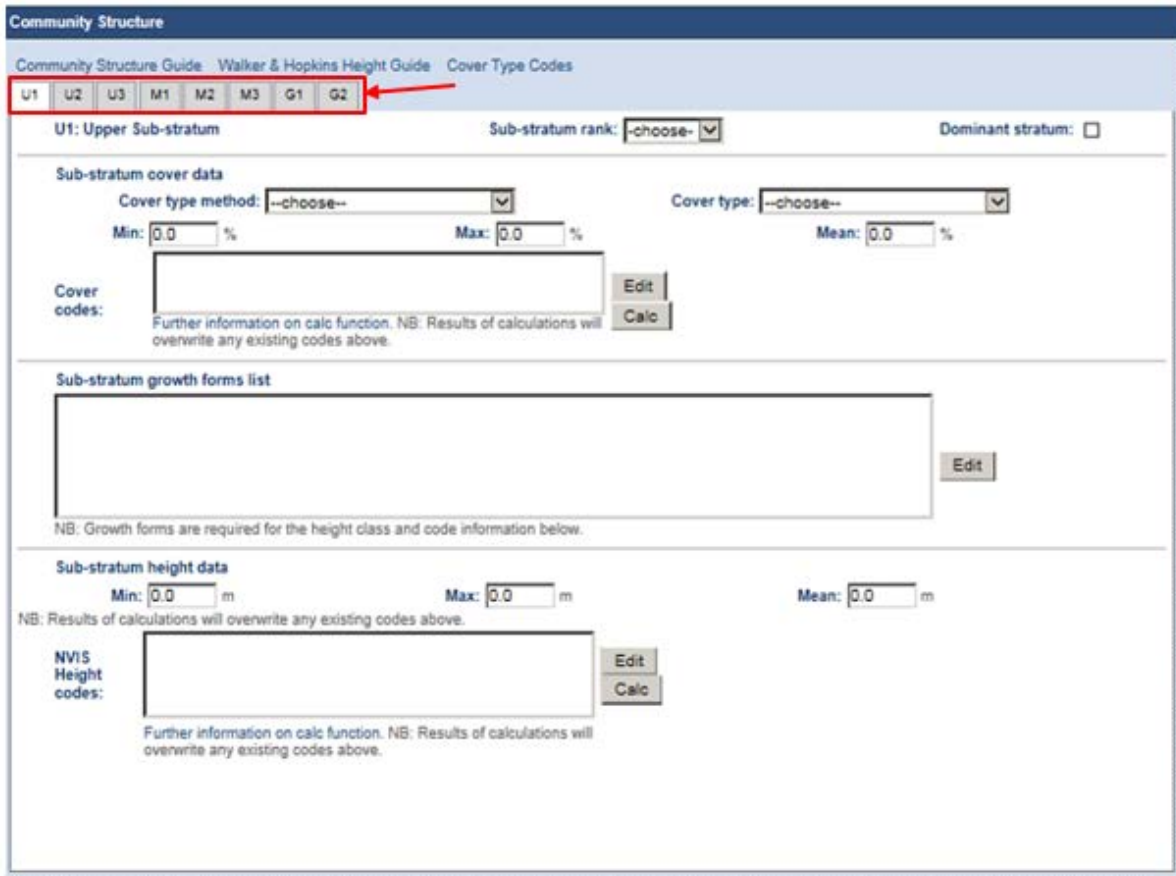 Community Structure
Community Structure Guide Walker & Hopkins Height Guide Cover Type Codes
U1 U2 U3 M1 M2 M3 G1 G2
U1: Upper Sub-stratum Sub-stratum rank: -choose- Dominant stratum:
Sub-stratum cover data
Cover type method: --choose-- Cover type: --choose--
Min: 0.0 % Max: 0.0 % Mean: 0.0 %
Cover codes:
Edit
Calc
Further information on calc function. NB: Results of calculations will
overwrite any existing codes above.
Sub-stratum growth forms list
Edit
NB: Growth forms are required for the height class and code information below.
Sub-stratum height data
Min: 0.0 m Max: 0.0 m Mean: 0.0 m
NB: Results of calculations will overwrite any existing codes above.
NVIS
Height
codes:
Edit
Calc
Further information on calc function. NB: Results of calculations will
overwrite any existing codes above.